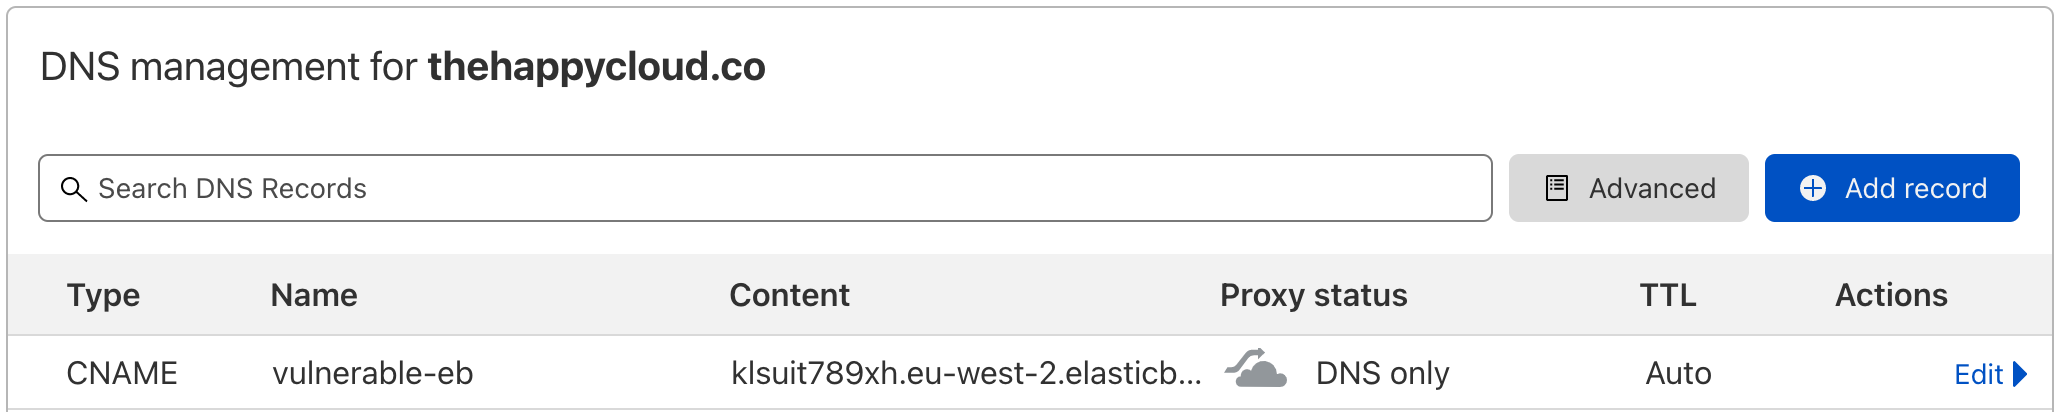 DNS management for thehappycloud.co
Search DNS Records
Advanced
Add record
Type Name Content Proxy status TTL Actions
CNAME vulnerable-eb klsuit789xh.eu-west-2.elasticb... DNS only Auto Edit